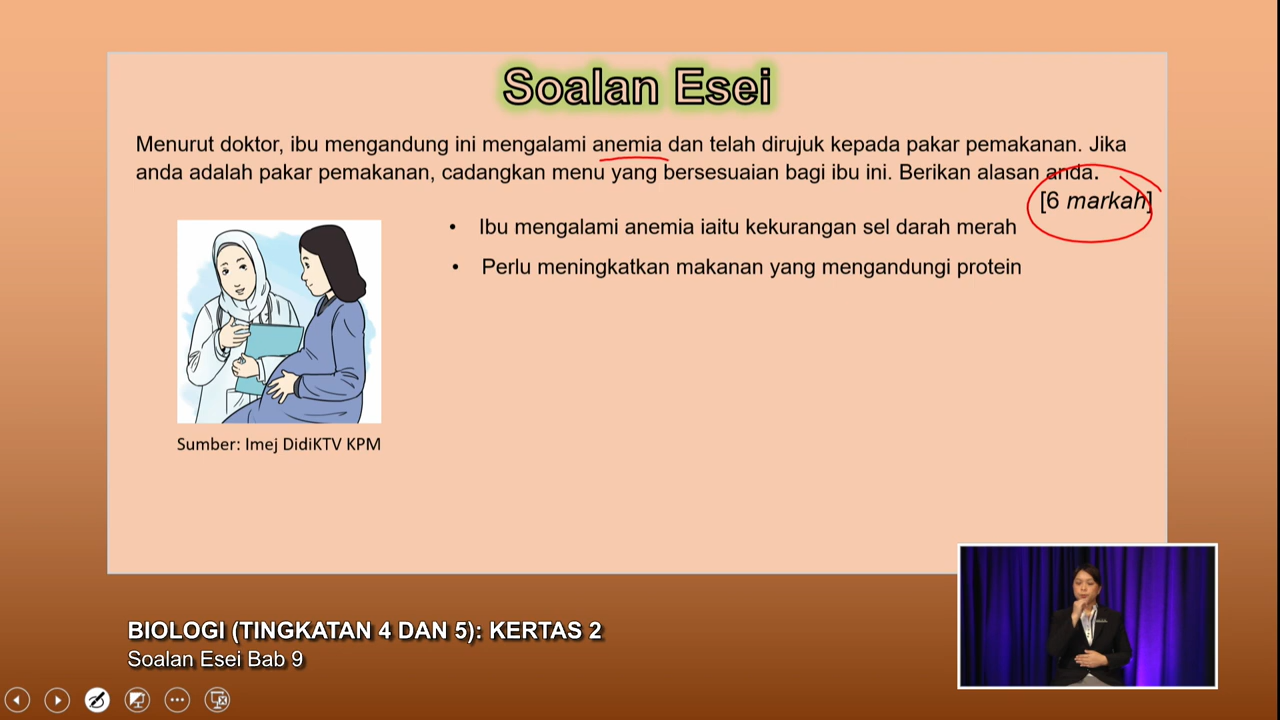 Soalan Esei
Menurut doktor, ibu mengandung ini mengalami anemia dan telah dirujuk kepada pakar pemakanan. Jika
anda adalah pakar pemakanan, cadangkan menu yang bersesuaian bagi ibu ini. Berikan alasan anda.
[6 markah]
• Ibu mengalami anemia iaitu kekurangan sel darah merah
• Perlu meningkatkan makanan yang mengandungi protein
Sumber: Imej DidiKTV KPM
BIOLOGI (TINGKATAN 4 DAN 5): KERTAS 2
Soalan Esei Bab 9